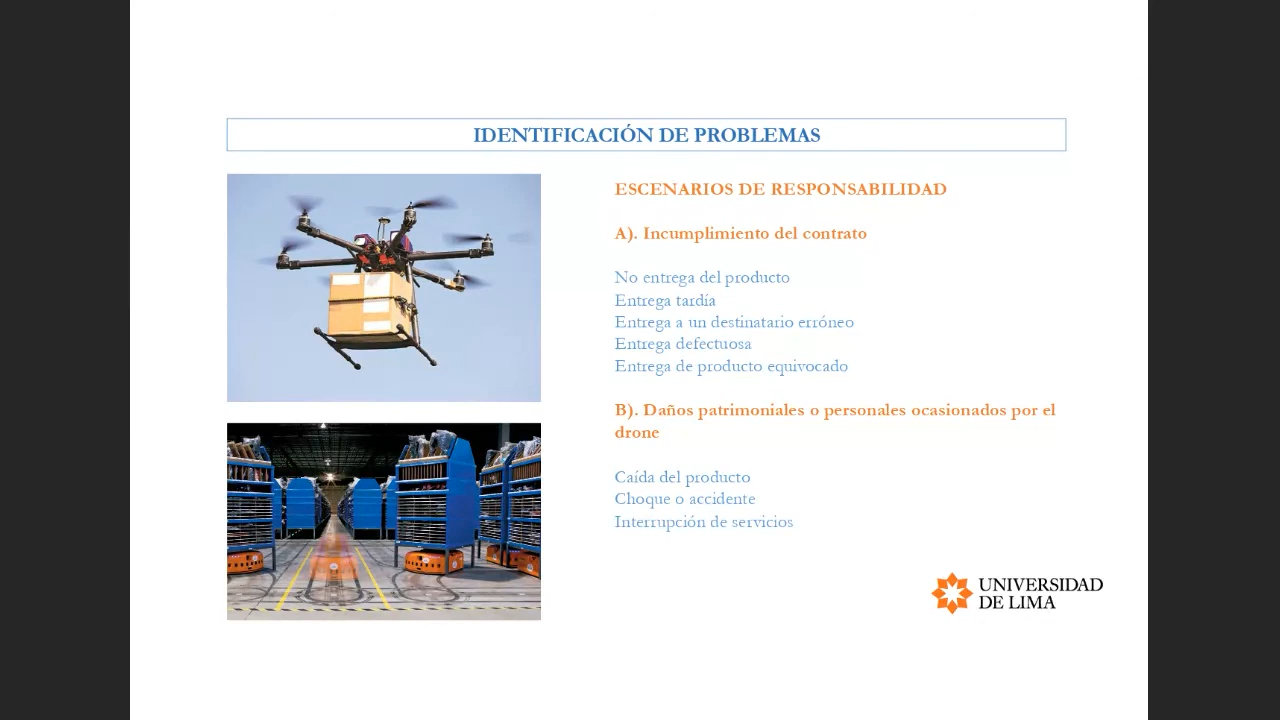 IDENTIFICACIÓN DE PROBLEMAS
ESCENARIOS DE RESPONSABILIDAD
A). Incumplimiento del contrato
No entrega del producto
Entrega tardía
Entrega a un destinatario erróneo
Entrega defectuosa
Entrega de producto equivocado
B). Daños patrimoniales o personales ocasionados por el
drone
Caída del producto
Choque o accidente
Interrupción de servicios
UNIVERSIDAD
DE LIMA